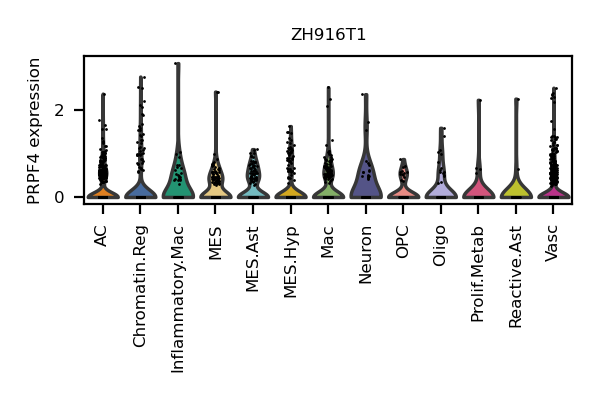 ZH916T1
PRPF4 expression
2
0
AC
Chromatin.Reg
Inflammatory.Mac
MES
MES.Ast
MES.Hyp
Mac
Neuron
OPC
Oligo
Prolif.Metab
Reactive.Ast
Vasc